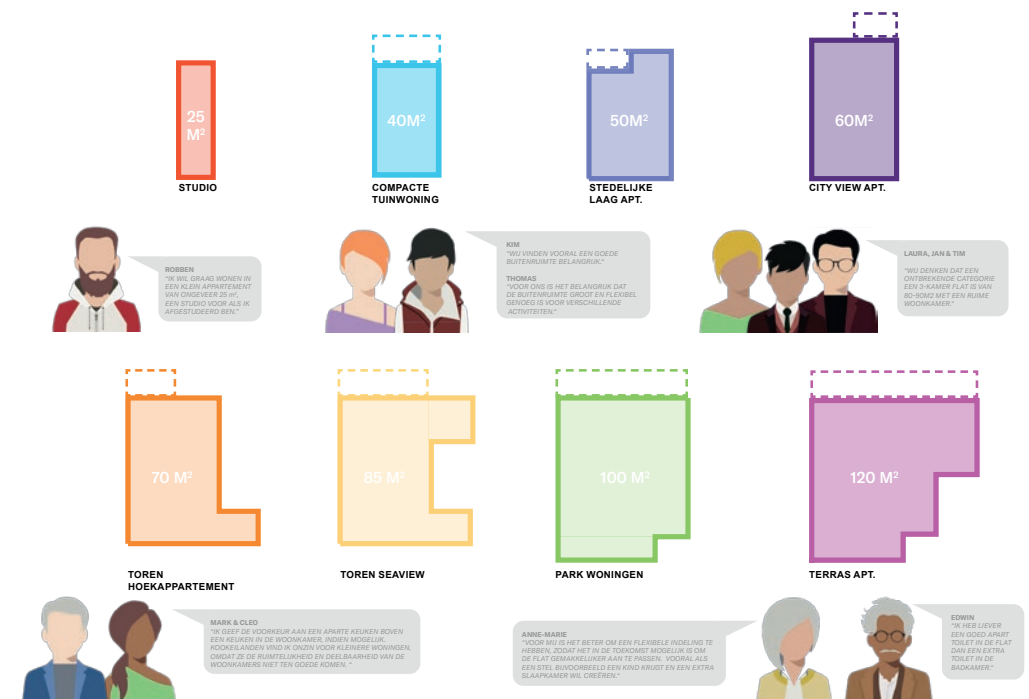 25
M²
40M²
50M²
60M²
STUDIO
COMPACTE
TUINWONING
STEDELIJKE
LAAG APT.
CITY VIEW APT.
ROBBEN
"IK WIL GRAAG WONEN IN
EEN KLEIN APPARTEMENT
VAN ONGEVEER 25 m²,
EEN STUDIO VOOR ALS IK
AFGESTUDEERD BEN."
KIM
"WIJ VINDEN VOORAL EEN GOEDE
BUITENRUIMTE BELANGRIJK."
THOMAS
"VOOR ONS IS HET BELANGRIJK DAT
DE BUITENRUIMTE GROOT EN FLEXIBEL
GENOEG IS VOOR VERSCHILLENDE
ACTIVITEITEN."
LAURA, JAN & TIM
"WIJ DENKEN DAT EEN
ONTBREKENDE CATEGORIE
EEN 3-KAMER FLAT IS VAN
80-90M2 MET EEN RUIME
WOONKAMER."
70 M²
85 M²
100 M²
120 M²
TOREN
HOEKAPPARTEMENT
TOREN SEAVIEW
PARK WONINGEN
TERRAS APT.
MARK & CLEO
"IK GEEF DE VOORKEUR AAN EEN APARTE KEUKEN BOVEN
EEN KEUKEN IN DE WOONKAMER, INDIEN MOGELIJK.
KOOKEILANDEN VIND IK ONZIN VOOR KLEINERE WONINGEN,
OMDAT ZE DE RUIMTELIJKHEID EN DEELBAARHEID VAN DE
WOONKAMERS NIET TEN GOEDE KOMEN. "
ANNE-MARIE
"VOOR MIJ IS HET BETER OM EEN FLEXIBELE INDELING TE
HEBBEN, ZODAT HET IN DE TOEKOMST MOGELIJK IS OM
DE FLAT GEMAKKELIJKER AAN TE PASSEN. VOORAL ALS
EEN STEL BIJVOORBEELD EEN KIND KRIJGT EN EEN EXTRA
SLAAPKAMER WIL CREËREN."
EDWIN
"IK HEB LIEVER
EEN GOED APART
TOILET IN DE FLAT
DAN EEN EXTRA
TOILET IN DE
BADKAMER."